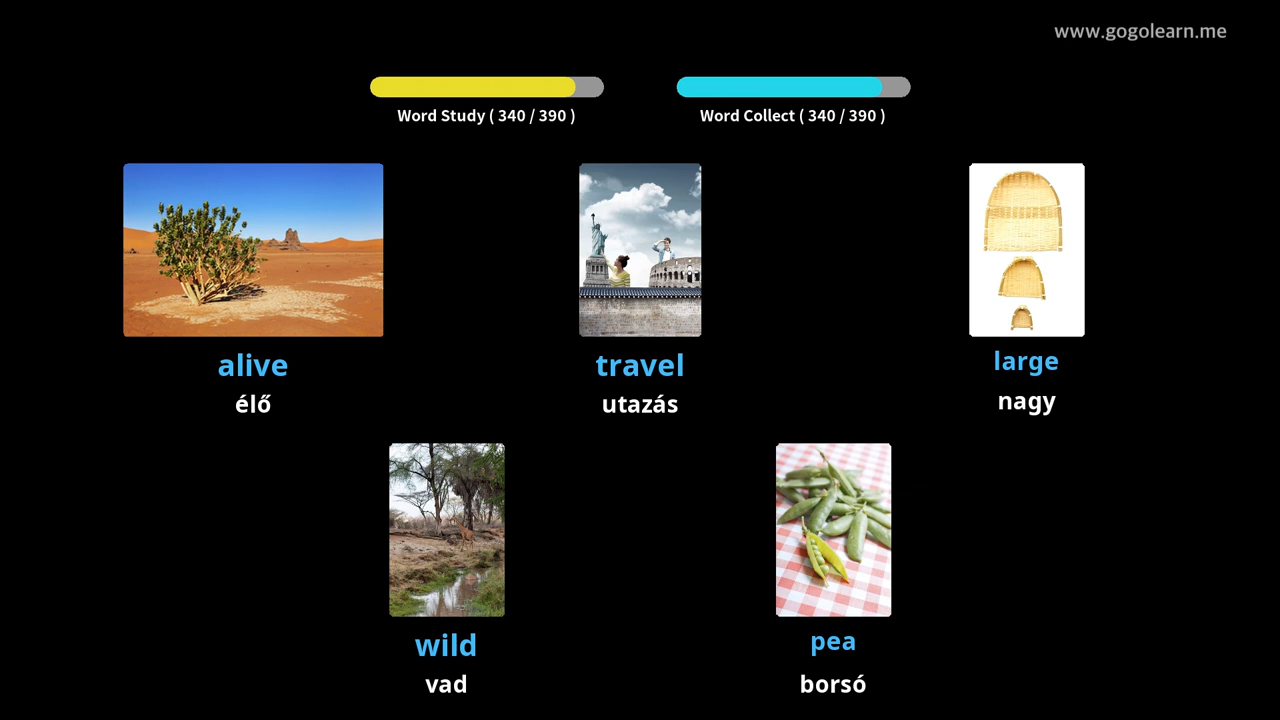 www.gogolearn.me
Word Study ( 340 / 390 )
Word Collect ( 340 / 390 )
alive
élő
travel
utazás
large
nagy
wild
vad
pea
borsó